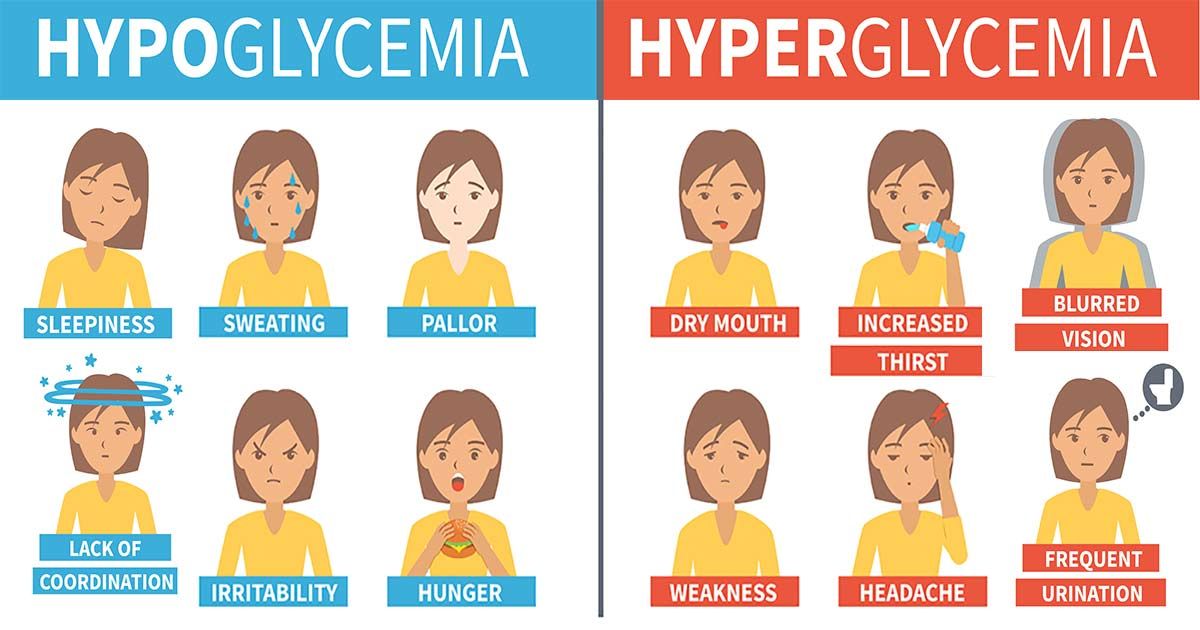 HYPOGLYCEMIA
SLEEPINESS
SWEATING
PALLOR
LACK OF
COORDINATION
IRRITABILITY
HUNGER
HYPERGLYCEMIA
DRY MOUTH
INCREASED
THIRST
BLURRED
VISION
WEAKNESS
HEADACHE
FREQUENT
URINATION